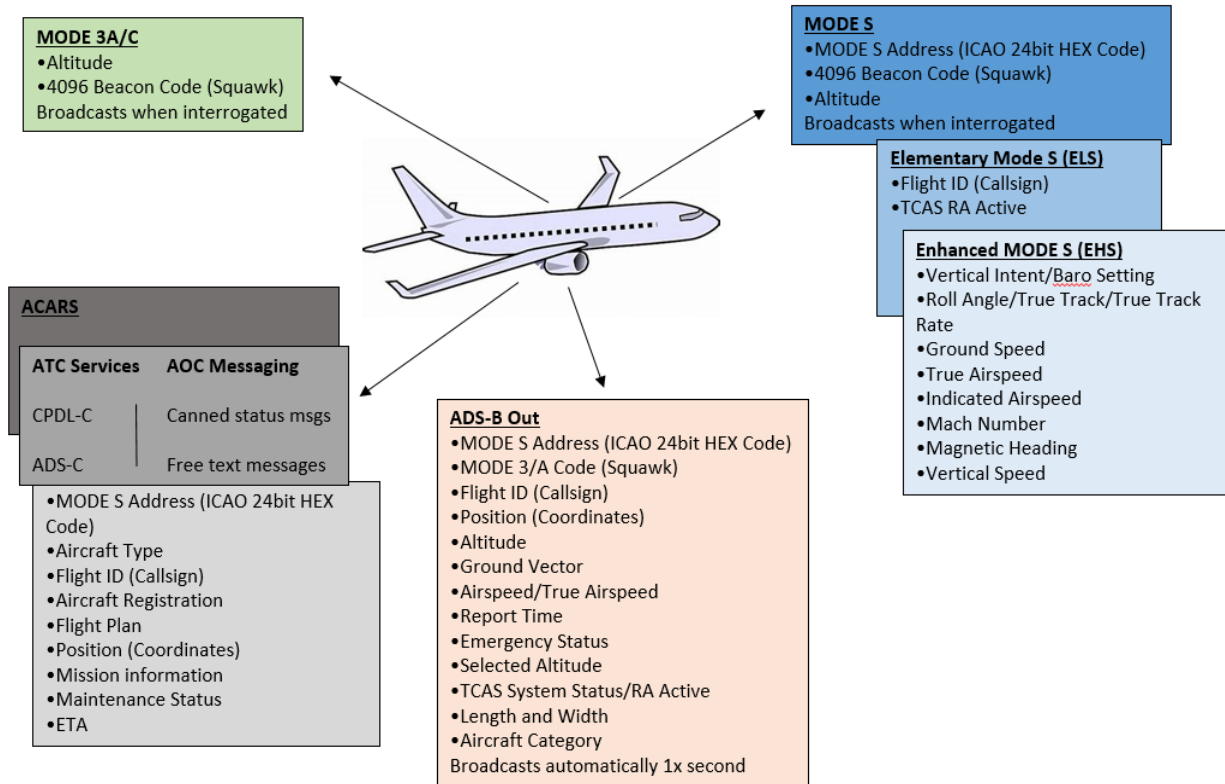 MODE 3A/C
•Altitude
•4096 Beacon Code (Squawk)
Broadcasts when interrogated
MODE S
•MODE S Address (ICAO 24bit HEX Code)
•4096 Beacon Code (Squawk)
•Altitude
Broadcasts when interrogated
Elementary Mode S (ELS)
•Flight ID (Callsign)
•TCAS RA Active
Enhanced MODE S (EHS)
•Vertical Intent/Baro Setting
•Roll Angle/True Track/True Track
Rate
•Ground Speed
•True Airspeed
•Indicated Airspeed
•Mach Number
•Magnetic Heading
•Vertical Speed
ACARS
ATC Services AOC Messaging
CPDL-C Canned status msgs
ADS-C Free text messages
•MODE S Address (ICAO 24bit HEX
Code)
•Aircraft Type
•Flight ID (Callsign)
•Aircraft Registration
•Flight Plan
•Position (Coordinates)
•Mission information
•Maintenance Status
•ETA
ADS-B Out
•MODE S Address (ICAO 24bit HEX Code)
•MODE 3/A Code (Squawk)
•Flight ID (Callsign)
•Position (Coordinates)
•Altitude
•Ground Vector
•Airspeed/True Airspeed
•Report Time
•Emergency Status
•Selected Altitude
•TCAS System Status/RA Active
•Length and Width
•Aircraft Category
Broadcasts automatically 1x second